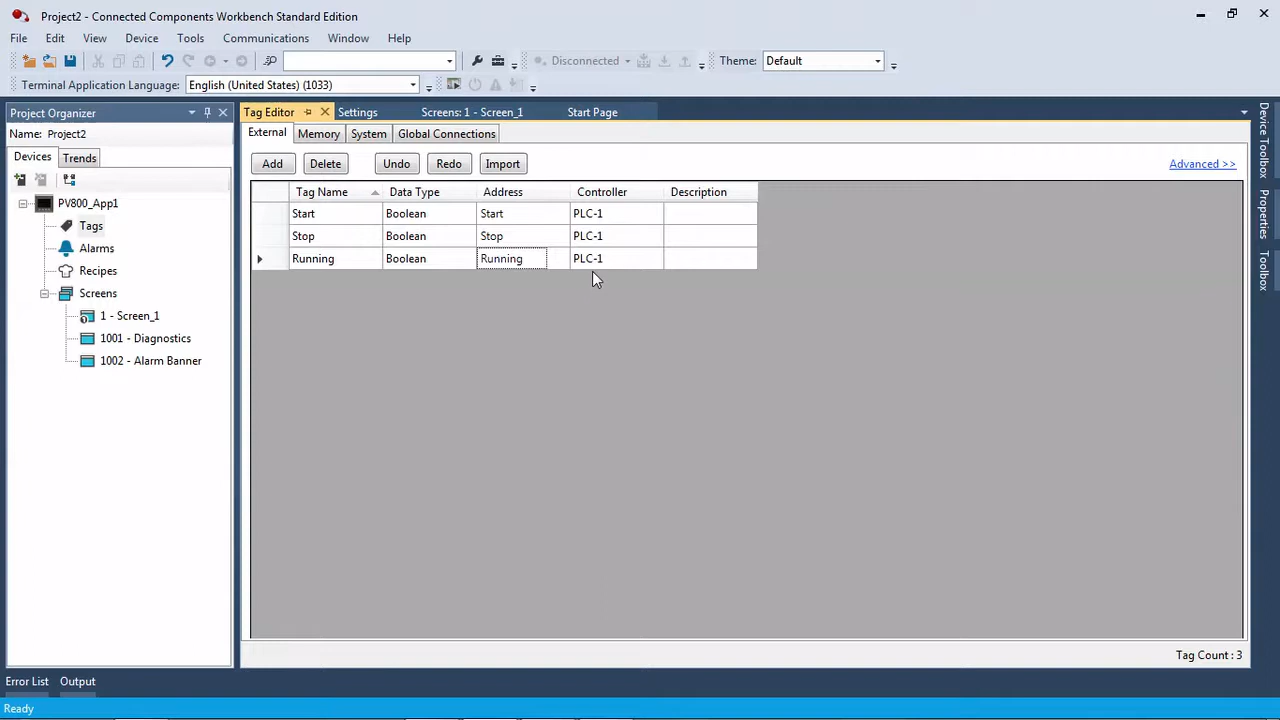 Project2 - Connected Components Workbench Standard Edition
File Edit View Device Tools Communications Window Help
Disconnected Theme: Default
Terminal Application Language: English (United States) (1033)
Project Organizer
Name: Project2
Devices Trends
PV800_App1
Tags
Alarms
Recipes
Screens
1 - Screen_1
1001 - Diagnostics
1002 - Alarm Banner
Tag Editor Settings Screens: 1 - Screen_1 Start Page
External Memory System Global Connections
Add Delete Undo Redo Import Advanced >>
Tag Name Data Type Address Controller Description
Start Boolean Start PLC-1
Stop Boolean Stop PLC-1
Running Boolean Running PLC-1
Tag Count : 3
Device Toolbox
Properties
Toolbox
Error List Output
Ready